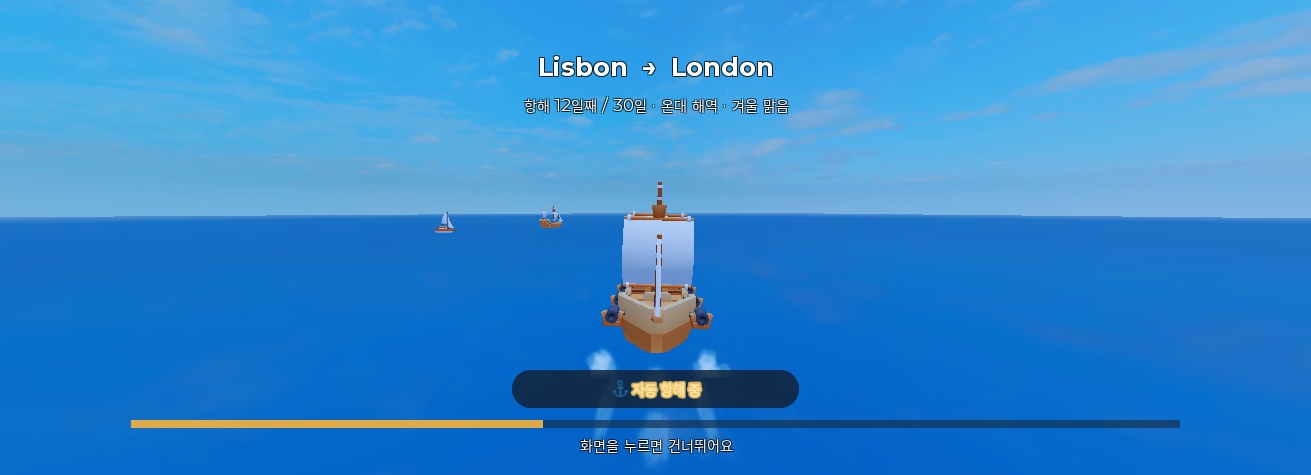 Lisbon → London
항해 12일째 / 30일 · 온대 해역 · 겨울 맑음
⚓ 자동 항해 중
화면을 누르면 건너뛰어요